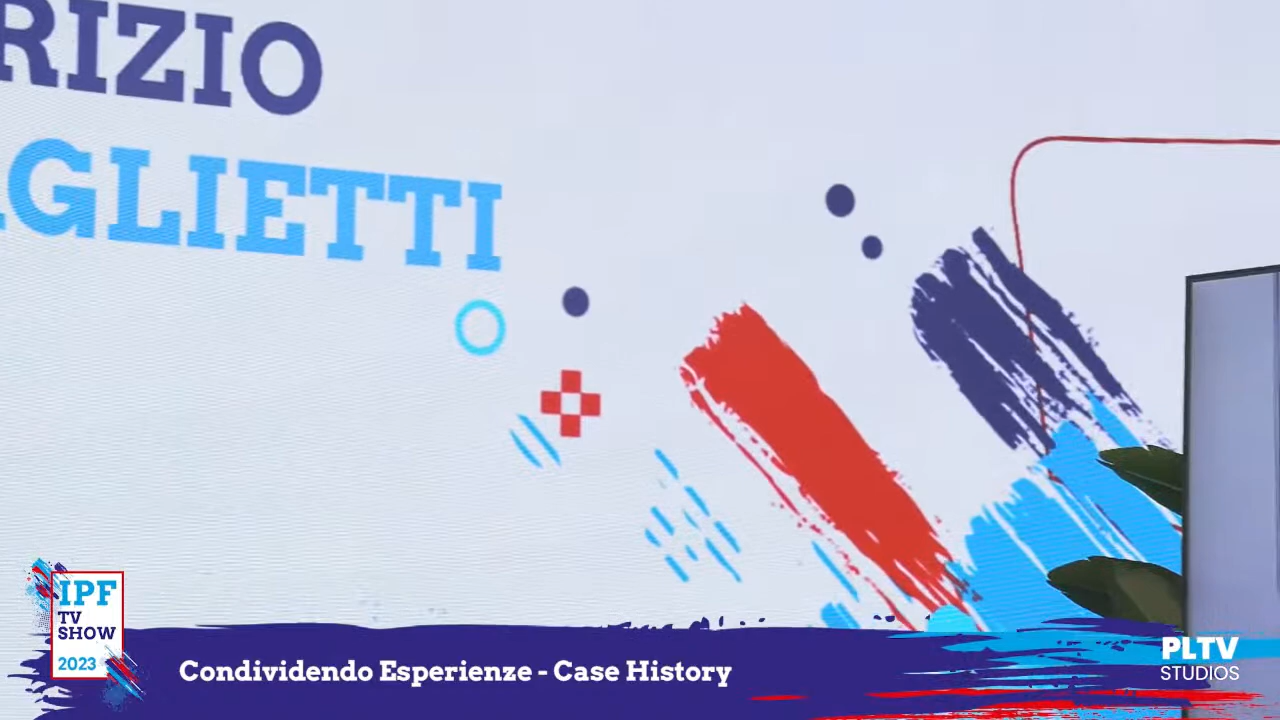 RIZIO
GLIETTI
IPF
TV
SHOW
2023
Condividendo Esperienze - Case History
PLTV
STUDIOS